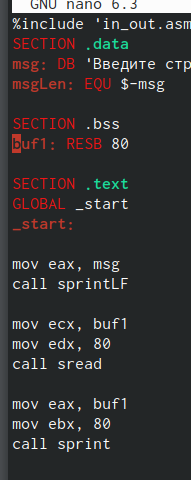 GNU nano 6.3
%include 'in_out.asm
SECTION .data
msg: DB 'Введите
msgLen: EQU $-msg
SECTION .bss
buf1: RESB 80
SECTION .text
GLOBAL _start
_start:
mov eax, msg
call sprintLF
mov ecx, buf1
mov edx, 80
call sread
mov eax, buf1
mov ebx, 80
call sprint